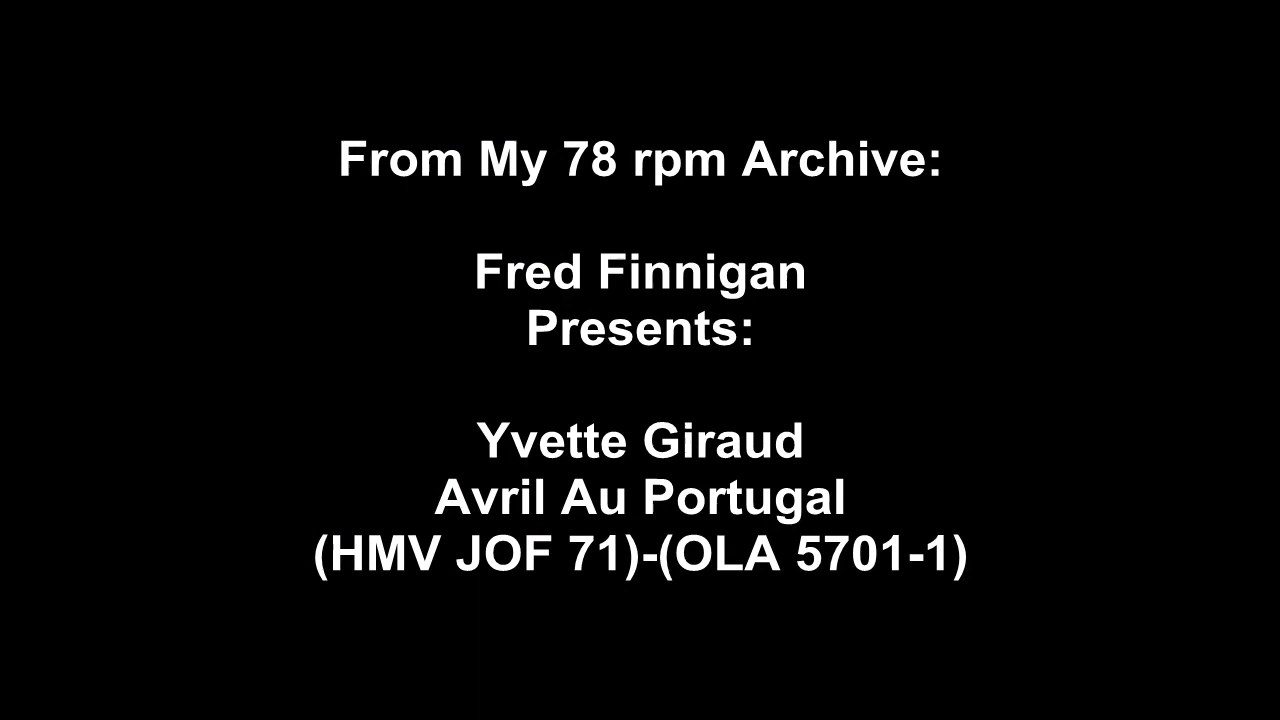 From My 78 rpm Archive:
Fred Finnigan
Presents:
Yvette Giraud
Avril Au Portugal
(HMV JOF 71)-(OLA 5701-1)